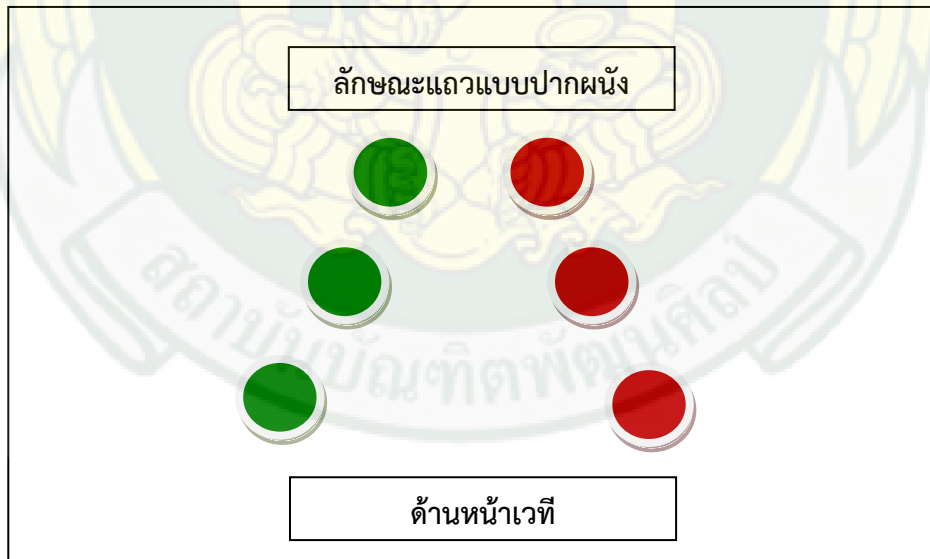 ลักษณะแถวแบบปากผนัง
สถาบันบัณฑิตพัฒนศิลป์
ด้านหน้าเวที